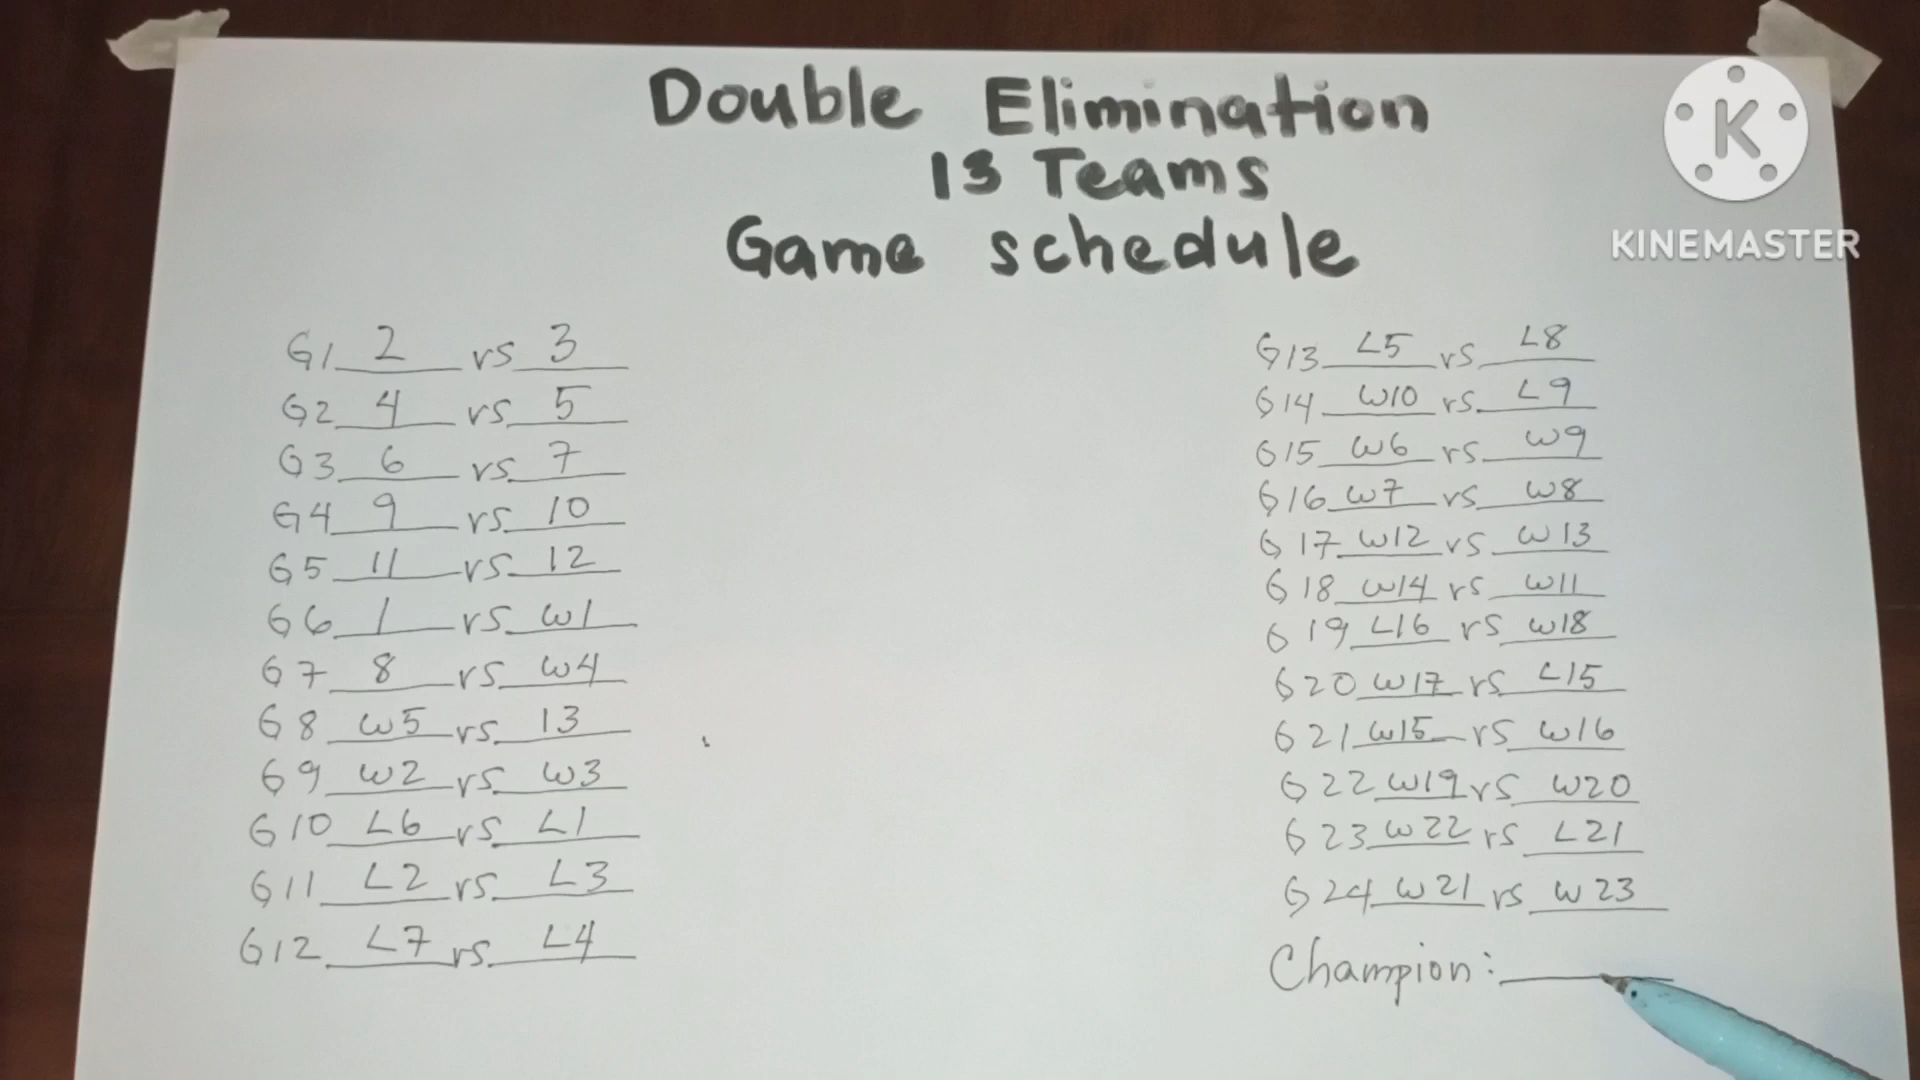 Double Elimination
13 Teams
Game schedule
K
KINEMASTER
G1 2 vs 3
G2 4 vs 5
G3 6 vs 7
G4 9 vs 10
G5 11 vs 12
G6 1 vs W1
G7 8 vs W4
G8 W5 vs 13
G9 W2 vs W3
G10 L6 vs L1
G11 L2 vs L3
G12 L7 vs L4
G13 L5 vs L8
G14 W10 vs L9
G15 W6 vs W9
G16 W7 vs W8
G17 W12 vs W13
G18 W14 vs W11
G19 L16 vs W18
G20 W17 vs L15
G21 W15 vs W16
G22 W19 vs W20
G23 W22 vs L21
G24 W21 vs W23
Champion: